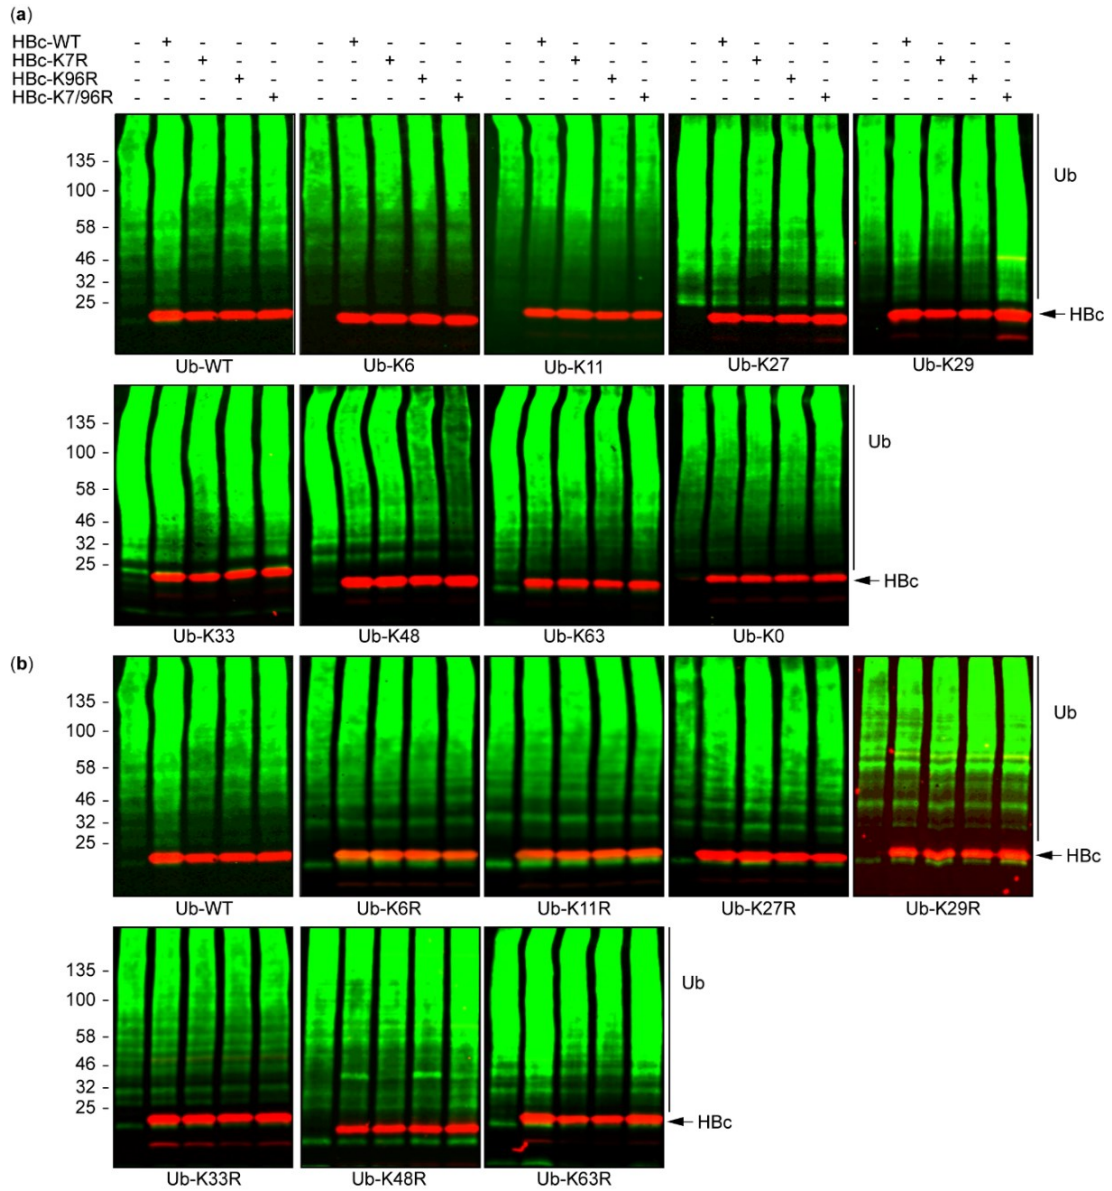 (a)
HBc-WT - + - - - - + - - - - + - - - - + - - - - + - - -
HBc-K7R - - + - - - - + - - - - + - - - - + - - - - + - -
HBc-K96R - - - + - - - - + - - - - + - - - - + - - - - + -
HBc-K7/96R - - - - + - - - - + - - - - + - - - - + - - - - +
135 -
100 -
58 -
46 -
32 -
25 -
Ub
HBc
Ub-WT Ub-K6 Ub-K11 Ub-K27 Ub-K29
135 -
100 -
58 -
46 -
32 -
25 -
Ub
HBc
Ub-K33 Ub-K48 Ub-K63 Ub-K0
(b)
135 -
100 -
58 -
46 -
32 -
25 -
Ub
HBc
Ub-WT Ub-K6R Ub-K11R Ub-K27R Ub-K29R
135 -
100 -
58 -
46 -
32 -
25 -
Ub
HBc
Ub-K33R Ub-K48R Ub-K63R